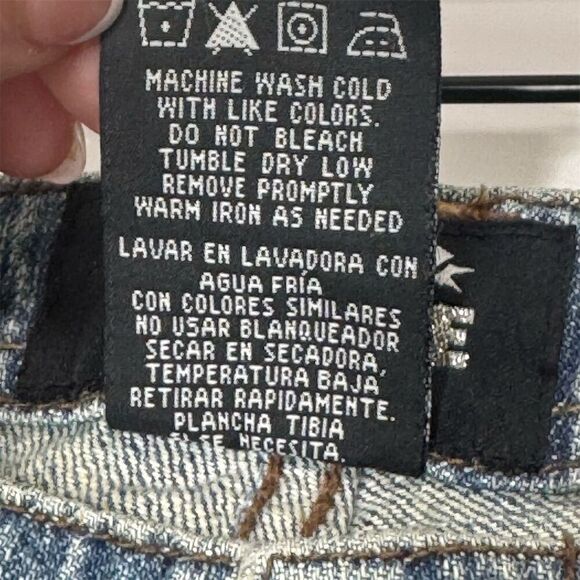 MACHINE WASH COLD
WITH LIKE COLORS.
DO NOT BLEACH
TUMBLE DRY LOW
REMOVE PROMPTLY
WARM IRON AS NEEDED
LAVAR EN LAVADORA CON
AGUA FRÍA
CON COLORES SIMILARES
NO USAR BLANQUEADOR
SECAR EN SECADORA,
TEMPERATURA BAJA
RETIRAR RAPIDAMENTE.
PLANCHA TIBIA
NECESITA.